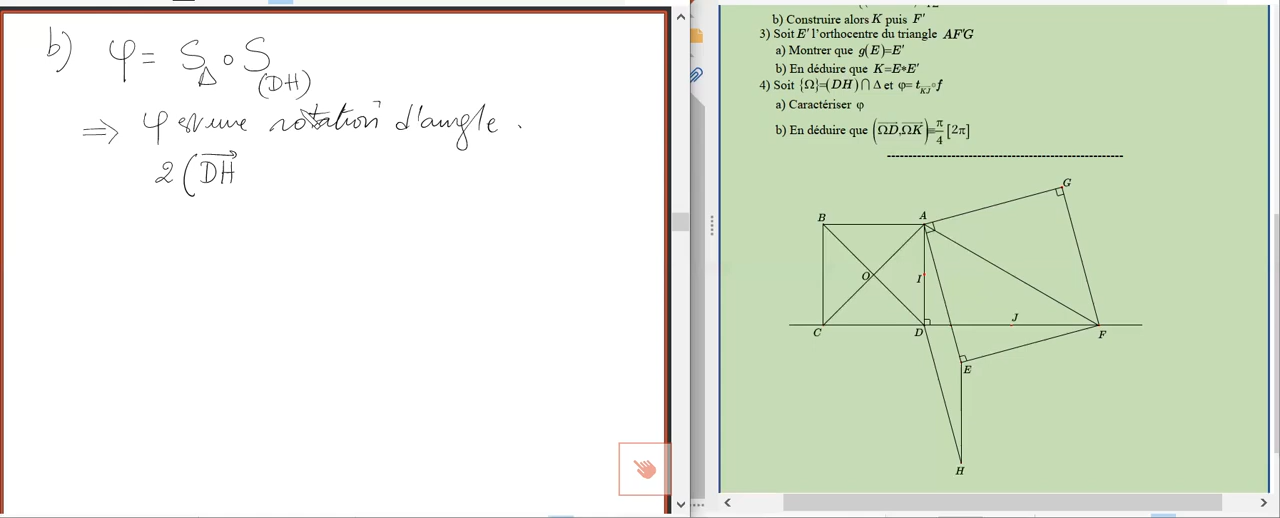 b) φ = S_Δ o S_(DH)
⇒ φ est une rotation d'angle.
2 (DH
b) Construire alors K puis F'
3) Soit E' l'orthocentre du triangle AF'G
a) Montrer que g(E)=E'
b) En déduire que K=E*E'
4) Soit {Ω}=(DH)⋂Δ et φ=t_KJ∘f
a) Caractériser φ
b) En déduire que (ΩD,ΩK)≡π/4[2π]
G
B
A
O
I
J
C
D
F
E
H